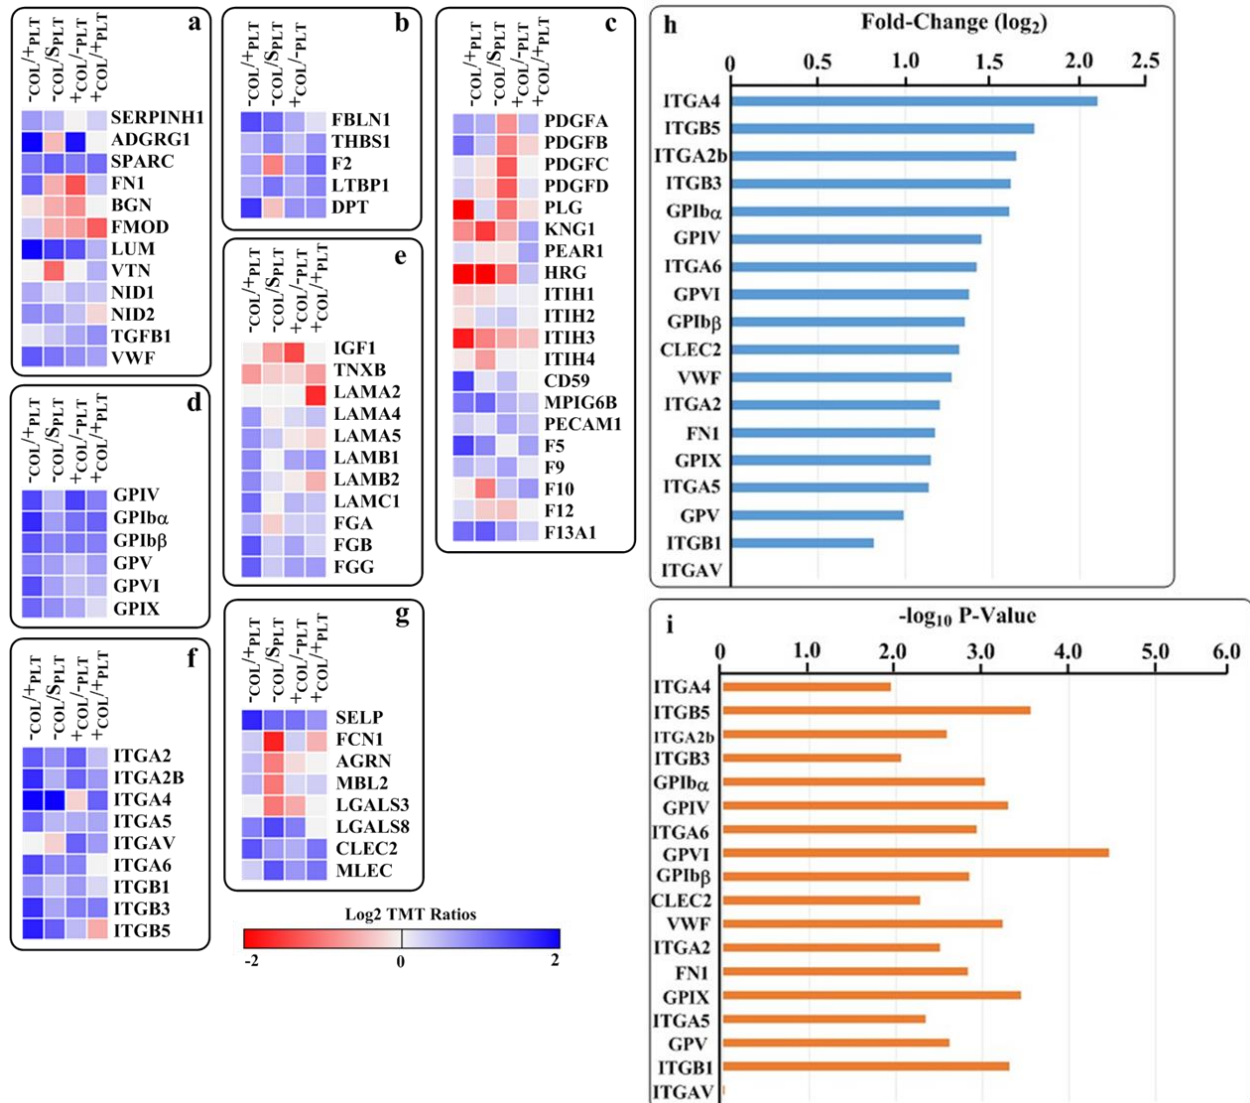 a
-COL/+PLT
-COL/SPLT
+COL/-PLT
+COL/+PLT
SERPINH1
ADGRG1
SPARC
FN1
BGN
FMOD
LUM
VTN
NID1
NID2
TGFB1
VWF
b
-COL/+PLT
-COL/SPLT
+COL/-PLT
FBLN1
THBS1
F2
LTBP1
DPT
c
-COL/+PLT
-COL/SPLT
+COL/-PLT
+COL/+PLT
PDGFA
PDGFB
PDGFC
PDGFD
PLG
KNG1
PEAR1
HRG
ITIH1
ITIH2
ITIH3
ITIH4
CD59
MPIG6B
PECAM1
F5
F9
F10
F12
F13A1
d
-COL/+PLT
-COL/SPLT
+COL/-PLT
+COL/+PLT
GPIV
GPIbα
GPIbβ
GPV
GPVI
GPIX
e
-COL/+PLT
-COL/SPLT
+COL/-PLT
+COL/+PLT
IGF1
TNXB
LAMA2
LAMA4
LAMA5
LAMB1
LAMB2
LAMC1
FGA
FGB
FGG
f
-COL/+PLT
-COL/SPLT
+COL/-PLT
+COL/+PLT
ITGA2
ITGA2B
ITGA4
ITGA5
ITGAV
ITGA6
ITGB1
ITGB3
ITGB5
g
-COL/+PLT
-COL/SPLT
+COL/-PLT
+COL/+PLT
SELP
FCN1
AGRN
MBL2
LGALS3
LGALS8
CLEC2
MLEC
Log2 TMT Ratios
-2 0 2
h
Fold-Change (log2)
0 0.5 1.0 1.5 2.0 2.5
ITGA4
ITGB5
ITGA2b
ITGB3
GPIbα
GPIV
ITGA6
GPVI
GPIbβ
CLEC2
VWF
ITGA2
FN1
GPIX
ITGA5
GPV
ITGB1
ITGAV
i
-log10 P-Value
0 1.0 2.0 3.0 4.0 5.0 6.0
ITGA4
ITGB5
ITGA2b
ITGB3
GPIbα
GPIV
ITGA6
GPVI
GPIbβ
CLEC2
VWF
ITGA2
FN1
GPIX
ITGA5
GPV
ITGB1
ITGAV